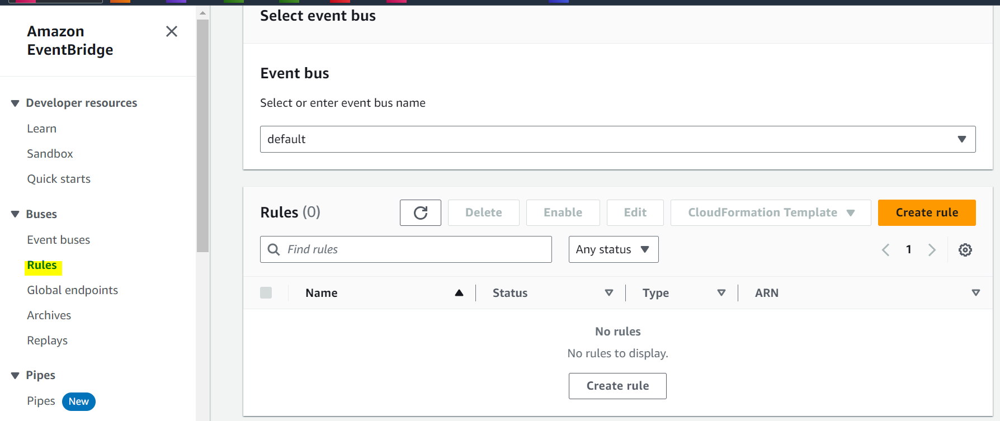 Amazon
EventBridge
Developer resources
Learn
Sandbox
Quick starts
Buses
Event buses
Rules
Global endpoints
Archives
Replays
Pipes
Pipes New
Select event bus
Event bus
Select or enter event bus name
default
Rules (0) Delete Enable Edit CloudFormation Template Create rule
Find rules Any status 1
Name Status Type ARN
No rules
No rules to display.
Create rule